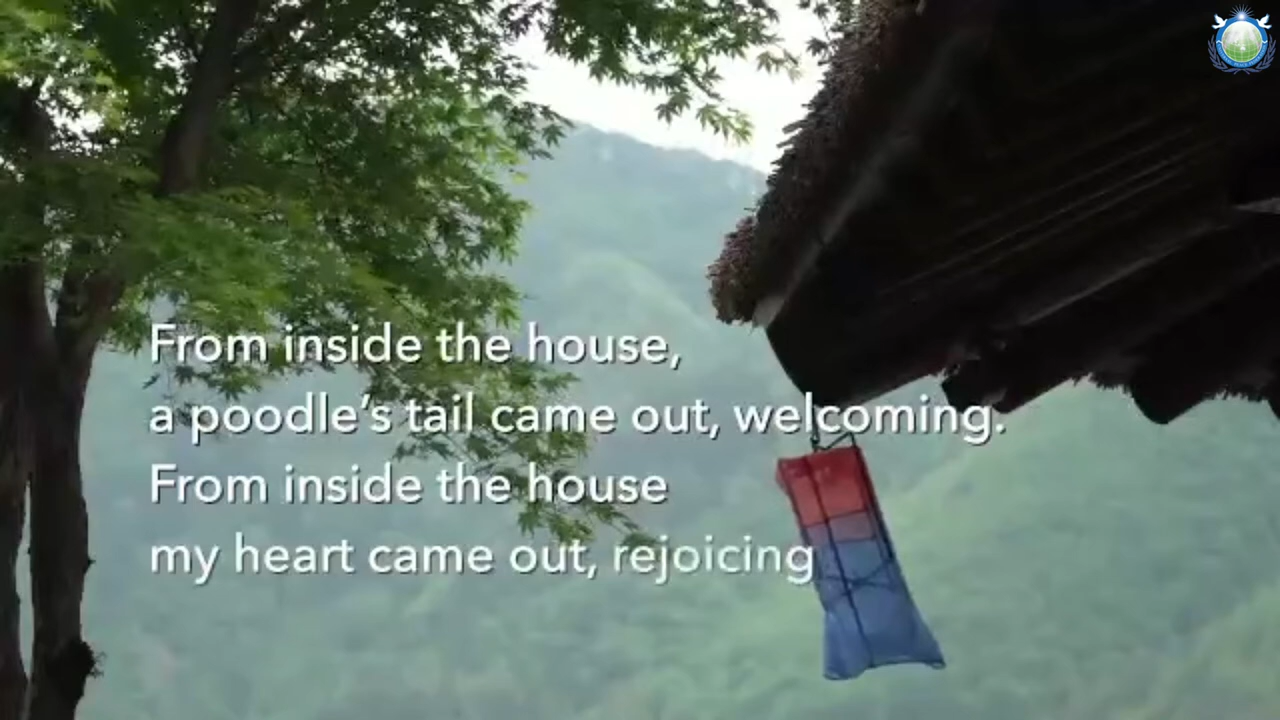 From inside the house,
a poodle's tail came out, welcoming.
From inside the house
my heart came out, rejoicing